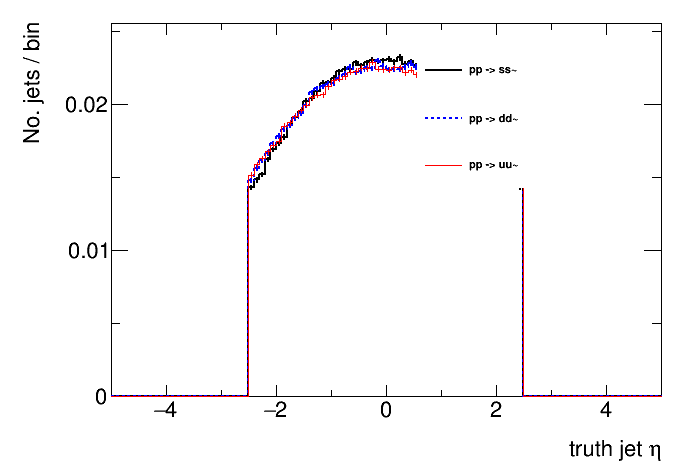 No. jets / bin
0.02
0.01
0
−4
−2
0
2
4
truth jet η
pp -> ss~
pp -> dd~
pp -> uu~